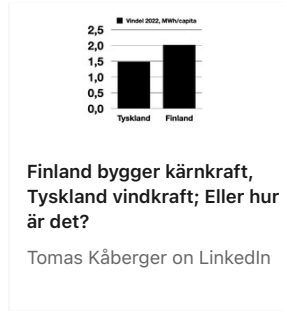 Vindel 2022, MWh/capita
2,5
2,0
1,5
1,0
0,5
0,0
Tyskland Finland
Finland bygger kärnkraft,
Tyskland vindkraft; Eller hur
är det?
Tomas Kåberger on LinkedIn